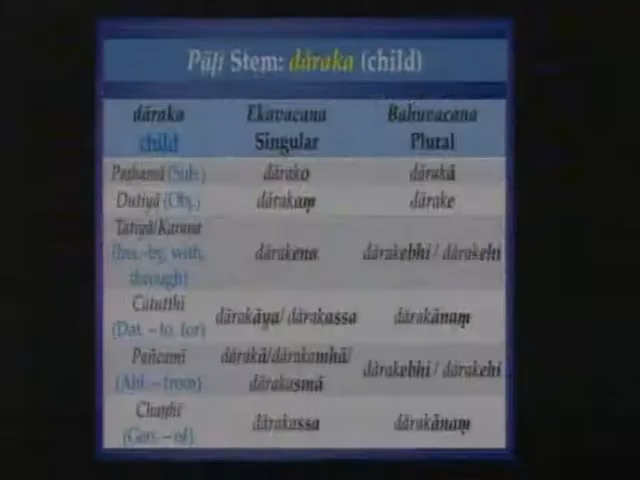 Pāḷi Stem: dāraka (child)
dāraka Ekavacana Bahuvacana
child Singular Plural
Paṭhamā (Sub.) dārako dārakā
Dutiyā (Obj.) dārakaṃ dārake
Tatiyā/Karaṇa
(Ins.-by, with, dārakena dārakebhi / dārakehi
through)
Catutthī
(Dat. – to, for) dārakāya/ dārakassa dārakānaṃ
Pañcamī dārakā/dārakamhā/
(Abl. – from) dārakasmā dārakebhi / dārakehi
Chaṭṭhī
(Gen. – of) dārakassa dārakānaṃ